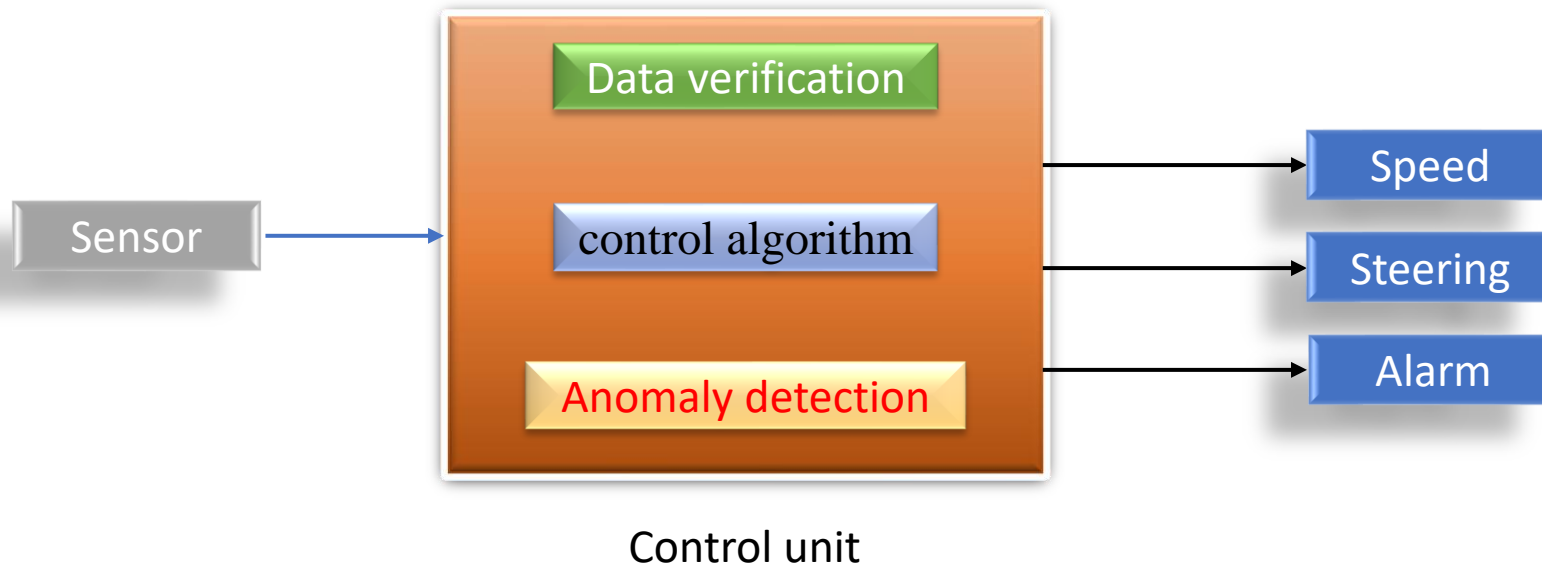 Data verification
Speed
Sensor
control algorithm
Steering
Alarm
Anomaly detection
Control unit